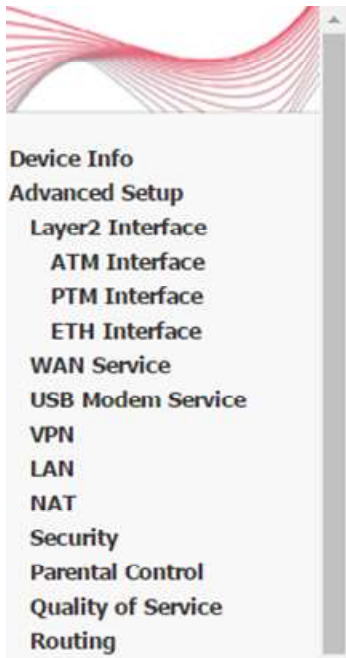 Device Info
Advanced Setup
Layer2 Interface
ATM Interface
PTM Interface
ETH Interface
WAN Service
USB Modem Service
VPN
LAN
NAT
Security
Parental Control
Quality of Service
Routing